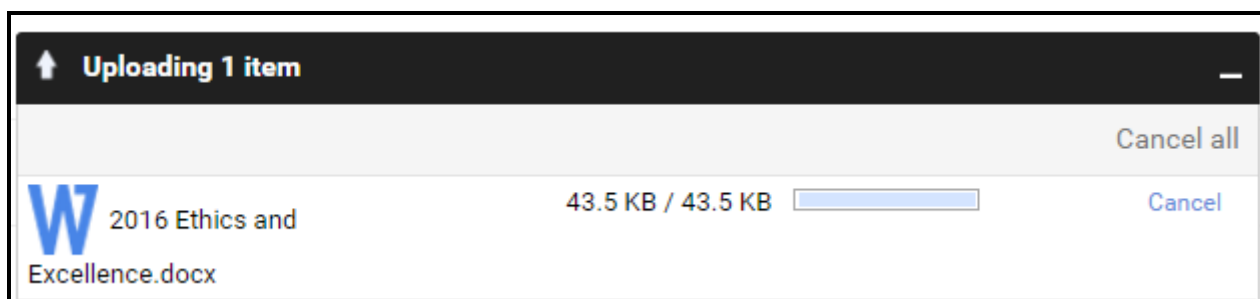 Uploading 1 item
Cancel all
2016 Ethics and
Excellence.docx
43.5 KB / 43.5 KB
Cancel